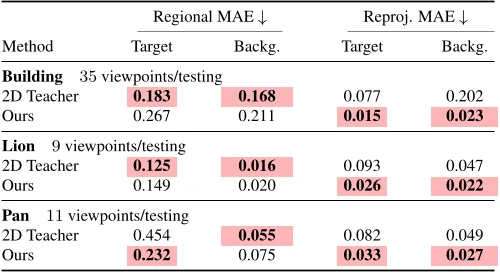 Regional MAE ↓ Reproj. MAE ↓
Method Target Backg. Target Backg.
Building 35 viewpoints/testing
2D Teacher 0.183 0.168 0.077 0.202
Ours 0.267 0.211 0.015 0.023
Lion 9 viewpoints/testing
2D Teacher 0.125 0.016 0.093 0.047
Ours 0.149 0.020 0.026 0.022
Pan 11 viewpoints/testing
2D Teacher 0.454 0.055 0.082 0.049
Ours 0.232 0.075 0.033 0.027